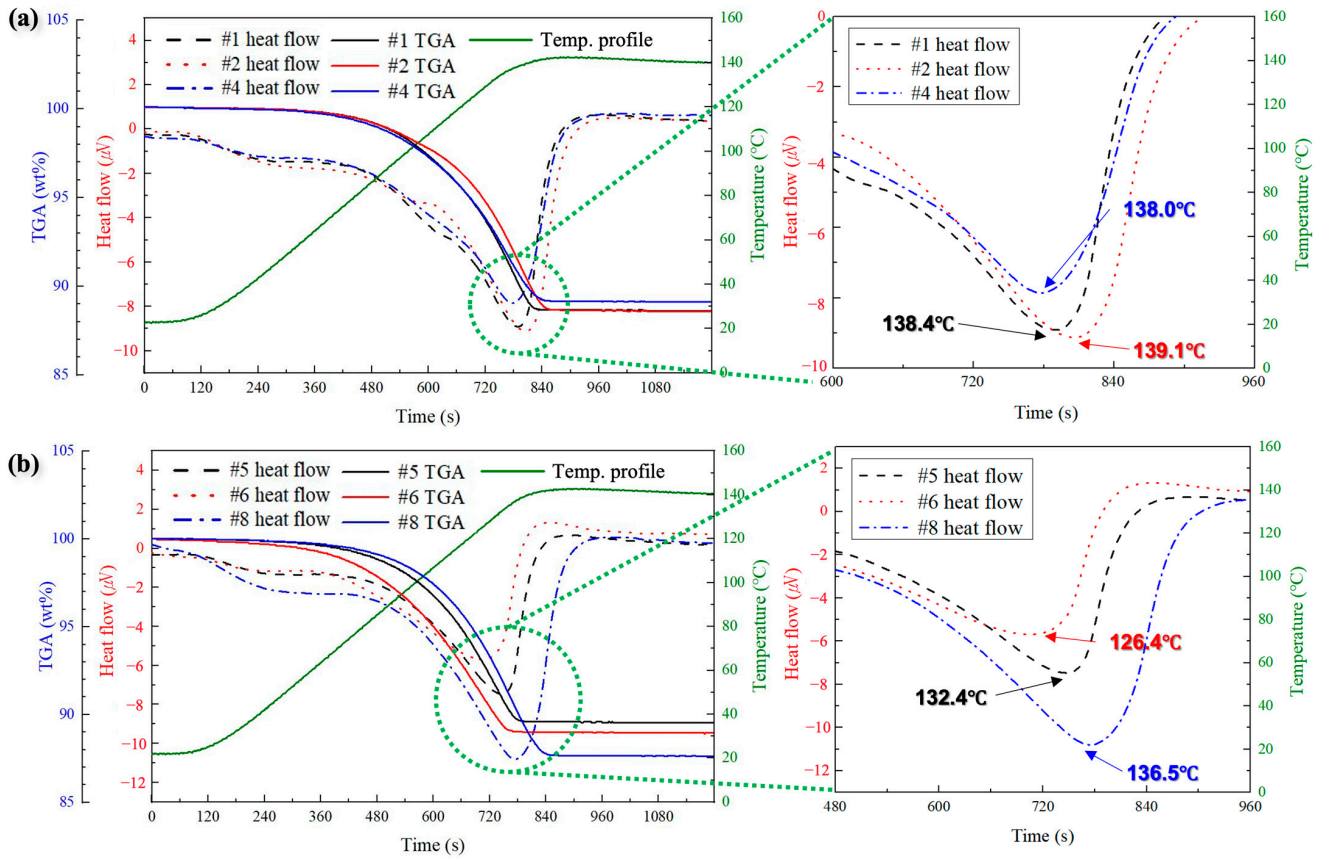 (a)
105
100
95
90
85
TGA (wt%)
4
2
0
−2
−4
−6
−8
−10
Heat flow (μV)
#1 heat flow
#2 heat flow
#4 heat flow
#1 TGA
#2 TGA
#4 TGA
Temp. profile
160
140
120
100
80
60
40
20
0
Temperature (°C)
0 120 240 360 480 600 720 840 960 1080
Time (s)
0
−2
−4
−6
−8
−10
Heat flow (μV)
#1 heat flow
#2 heat flow
#4 heat flow
138.0℃
138.4℃
139.1℃
160
140
120
100
80
60
40
20
0
Temperature (°C)
600 720 840 960
Time (s)
(b)
105
100
95
90
85
TGA (wt%)
4
2
0
−2
−4
−6
−8
−10
−12
Heat flow (μV)
#5 heat flow
#6 heat flow
#8 heat flow
#5 TGA
#6 TGA
#8 TGA
Temp. profile
160
140
120
100
80
60
40
20
0
Temperature (°C)
0 120 240 360 480 600 720 840 960 1080
Time (s)
2
0
−2
−4
−6
−8
−10
−12
Heat flow (μV)
#5 heat flow
#6 heat flow
#8 heat flow
126.4℃
132.4℃
136.5℃
160
140
120
100
80
60
40
20
0
Temperature (°C)
480 600 720 840 960
Time (s)